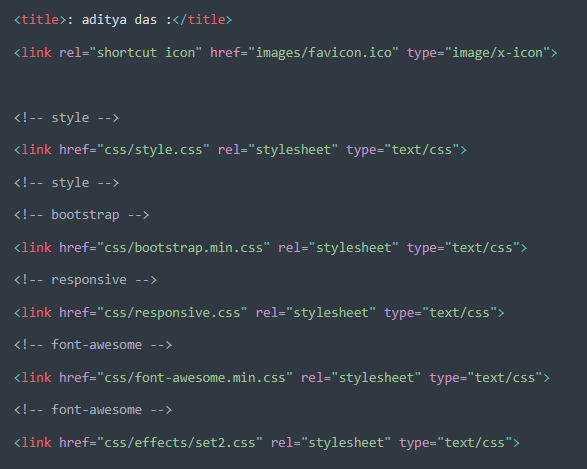 <title>: aditya das :</title>
<link rel="shortcut icon" href="images/favicon.ico" type="image/x-icon">
<!-- style -->
<link href="css/style.css" rel="stylesheet" type="text/css">
<!-- style -->
<!-- bootstrap -->
<link href="css/bootstrap.min.css" rel="stylesheet" type="text/css">
<!-- responsive -->
<link href="css/responsive.css" rel="stylesheet" type="text/css">
<!-- font-awesome -->
<link href="css/font-awesome.min.css" rel="stylesheet" type="text/css">
<!-- font-awesome -->
<link href="css/effects/set2.css" rel="stylesheet" type="text/css">